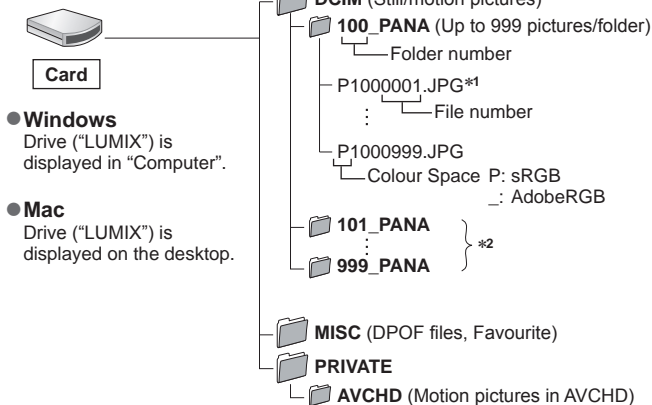 DCIM (Still/motion pictures)
100_PANA (Up to 999 pictures/folder)
Folder number
Card
P1000001.JPG*1
File number
●Windows
Drive ("LUMIX") is
displayed in "Computer".
P1000999.JPG
Colour Space P: sRGB
_: AdobeRGB
●Mac
Drive ("LUMIX") is
displayed on the desktop.
101_PANA
*2
999_PANA
MISC (DPOF files, Favourite)
PRIVATE
AVCHD (Motion pictures in AVCHD)